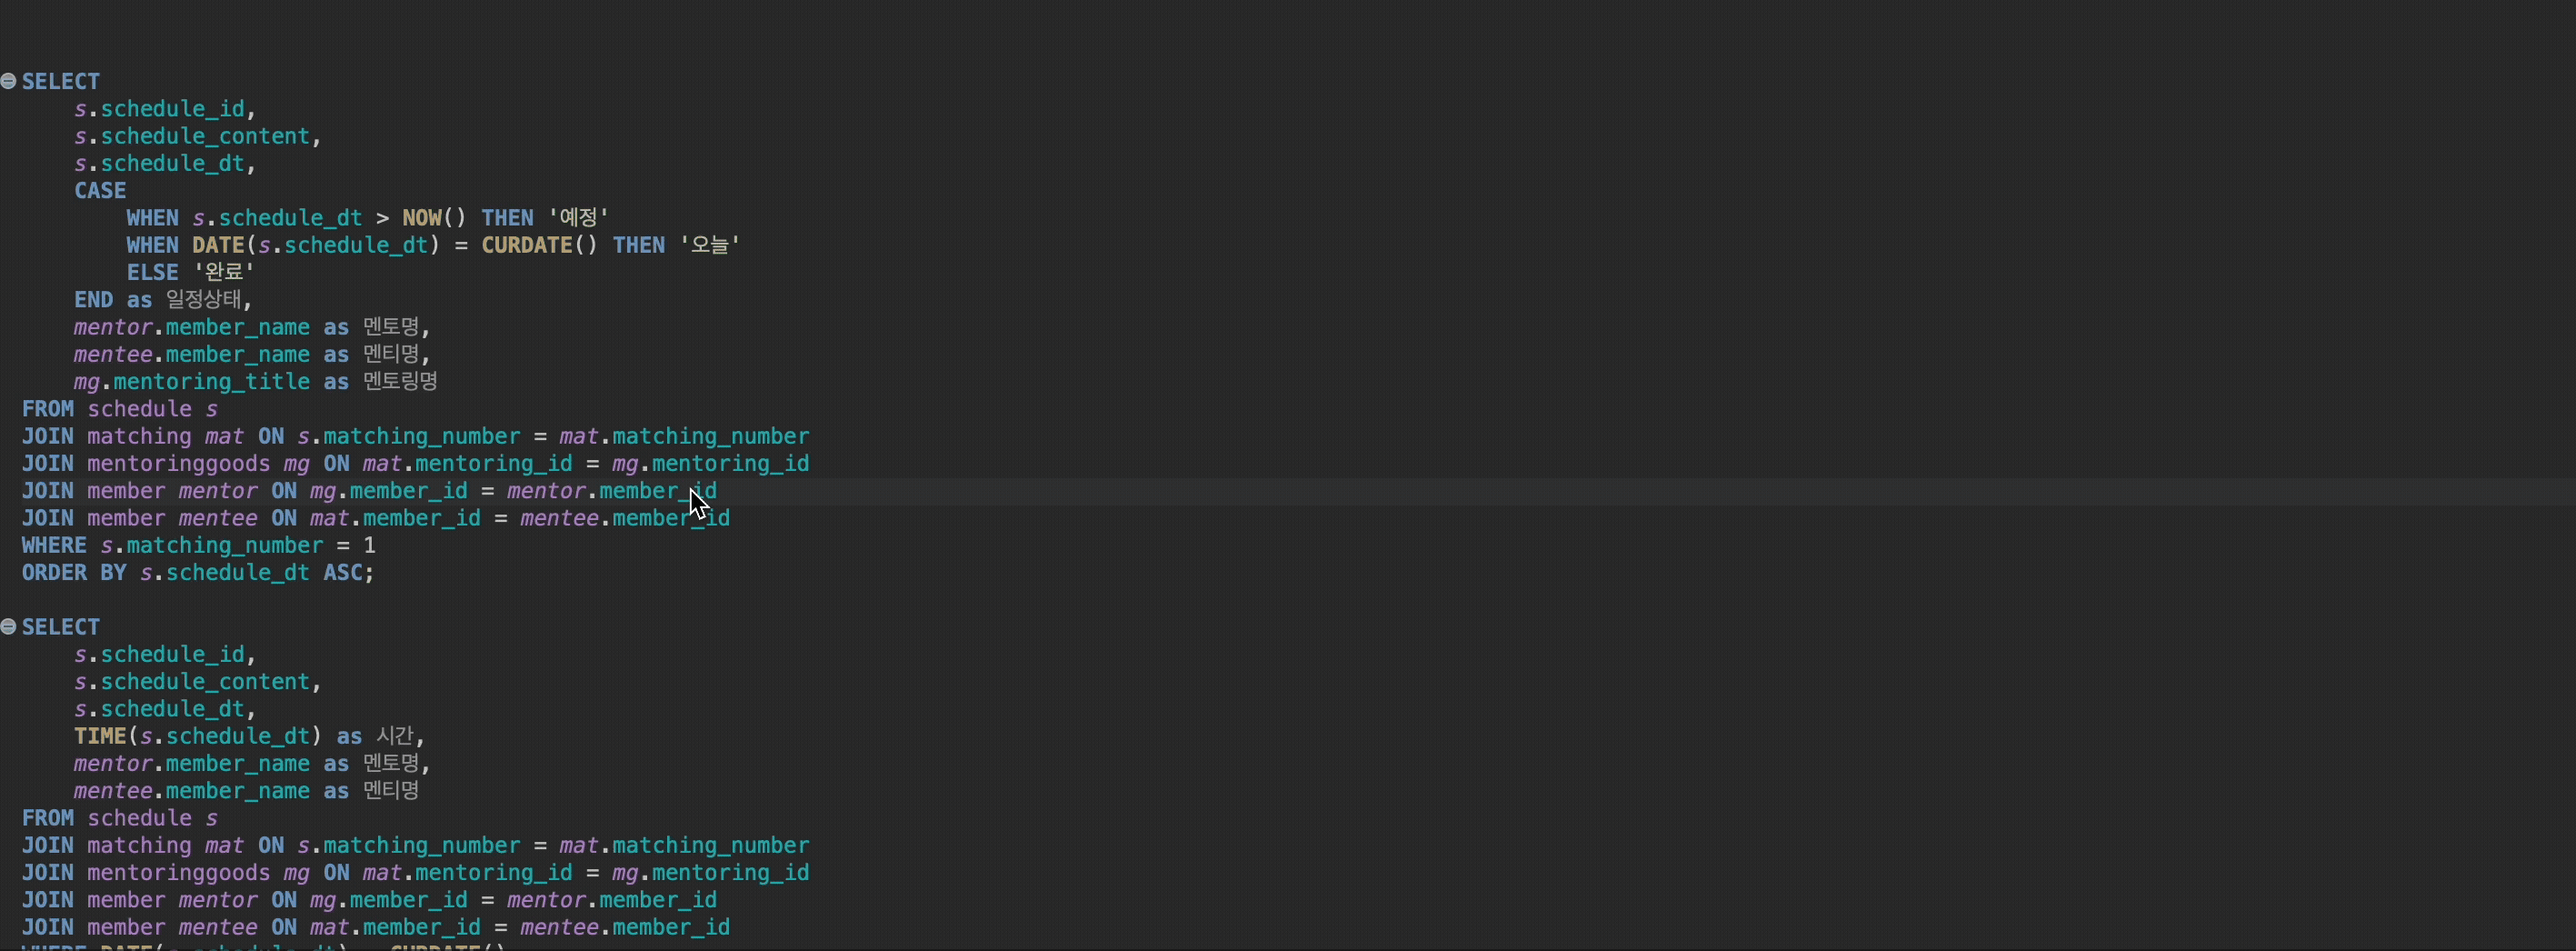 SELECT
s.schedule_id,
s.schedule_content,
s.schedule_dt,
CASE
WHEN s.schedule_dt > NOW() THEN '예정'
WHEN DATE(s.schedule_dt) = CURDATE() THEN '오늘'
ELSE '완료'
END as 일정상태,
mentor.member_name as 멘토명,
mentee.member_name as 멘티명,
mg.mentoring_title as 멘토링명
FROM schedule s
JOIN matching mat ON s.matching_number = mat.matching_number
JOIN mentoringgoods mg ON mat.mentoring_id = mg.mentoring_id
JOIN member mentor ON mg.member_id = mentor.member_id
JOIN member mentee ON mat.member_id = mentee.member_id
WHERE s.matching_number = 1
ORDER BY s.schedule_dt ASC;
SELECT
s.schedule_id,
s.schedule_content,
s.schedule_dt,
TIME(s.schedule_dt) as 시간,
mentor.member_name as 멘토명,
mentee.member_name as 멘티명
FROM schedule s
JOIN matching mat ON s.matching_number = mat.matching_number
JOIN mentoringgoods mg ON mat.mentoring_id = mg.mentoring_id
JOIN member mentor ON mg.member_id = mentor.member_id
JOIN member mentee ON mat.member_id = mentee.member_id
WHERE DATE(s.schedule_dt) = CURDATE()